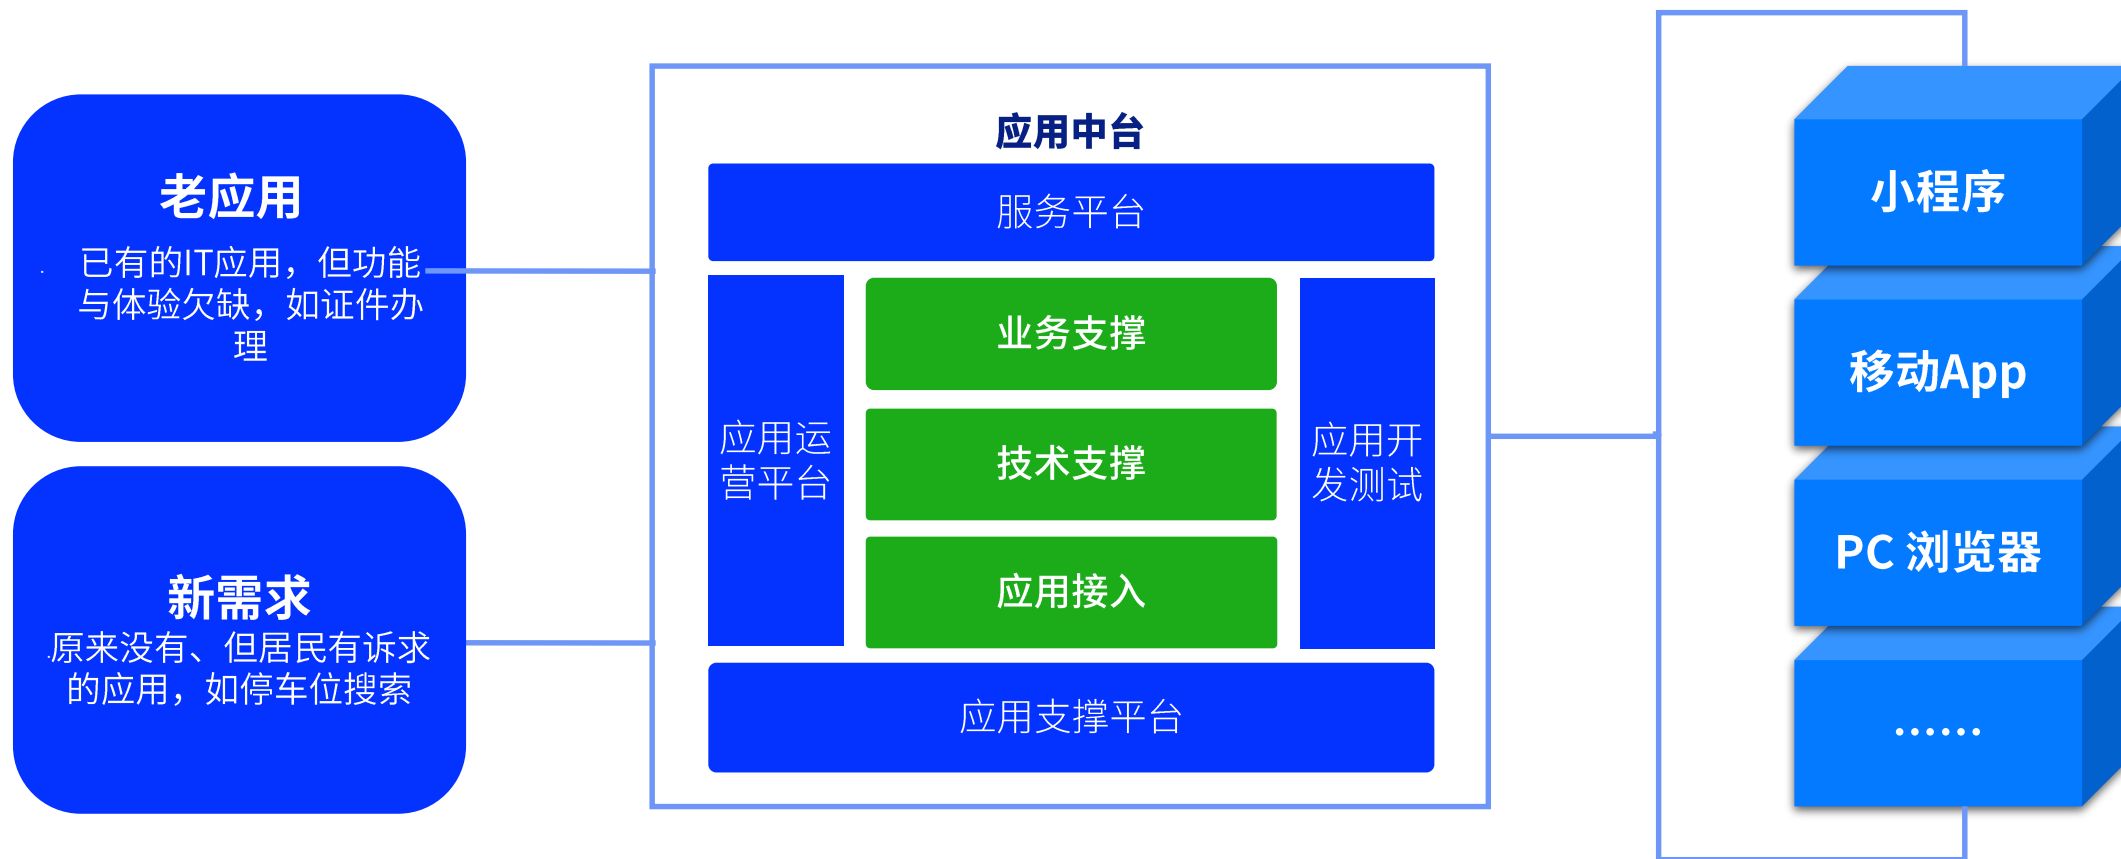 老应用
已有的IT应用，但功能
与体验欠缺，如证件办
理
新需求
原来没有、但居民有诉求
的应用，如停车位搜索
应用中台
服务平台
应用运
营平台
业务支撑
技术支撑
应用接入
应用开
发测试
应用支撑平台
小程序
移动App
PC 浏览器
……